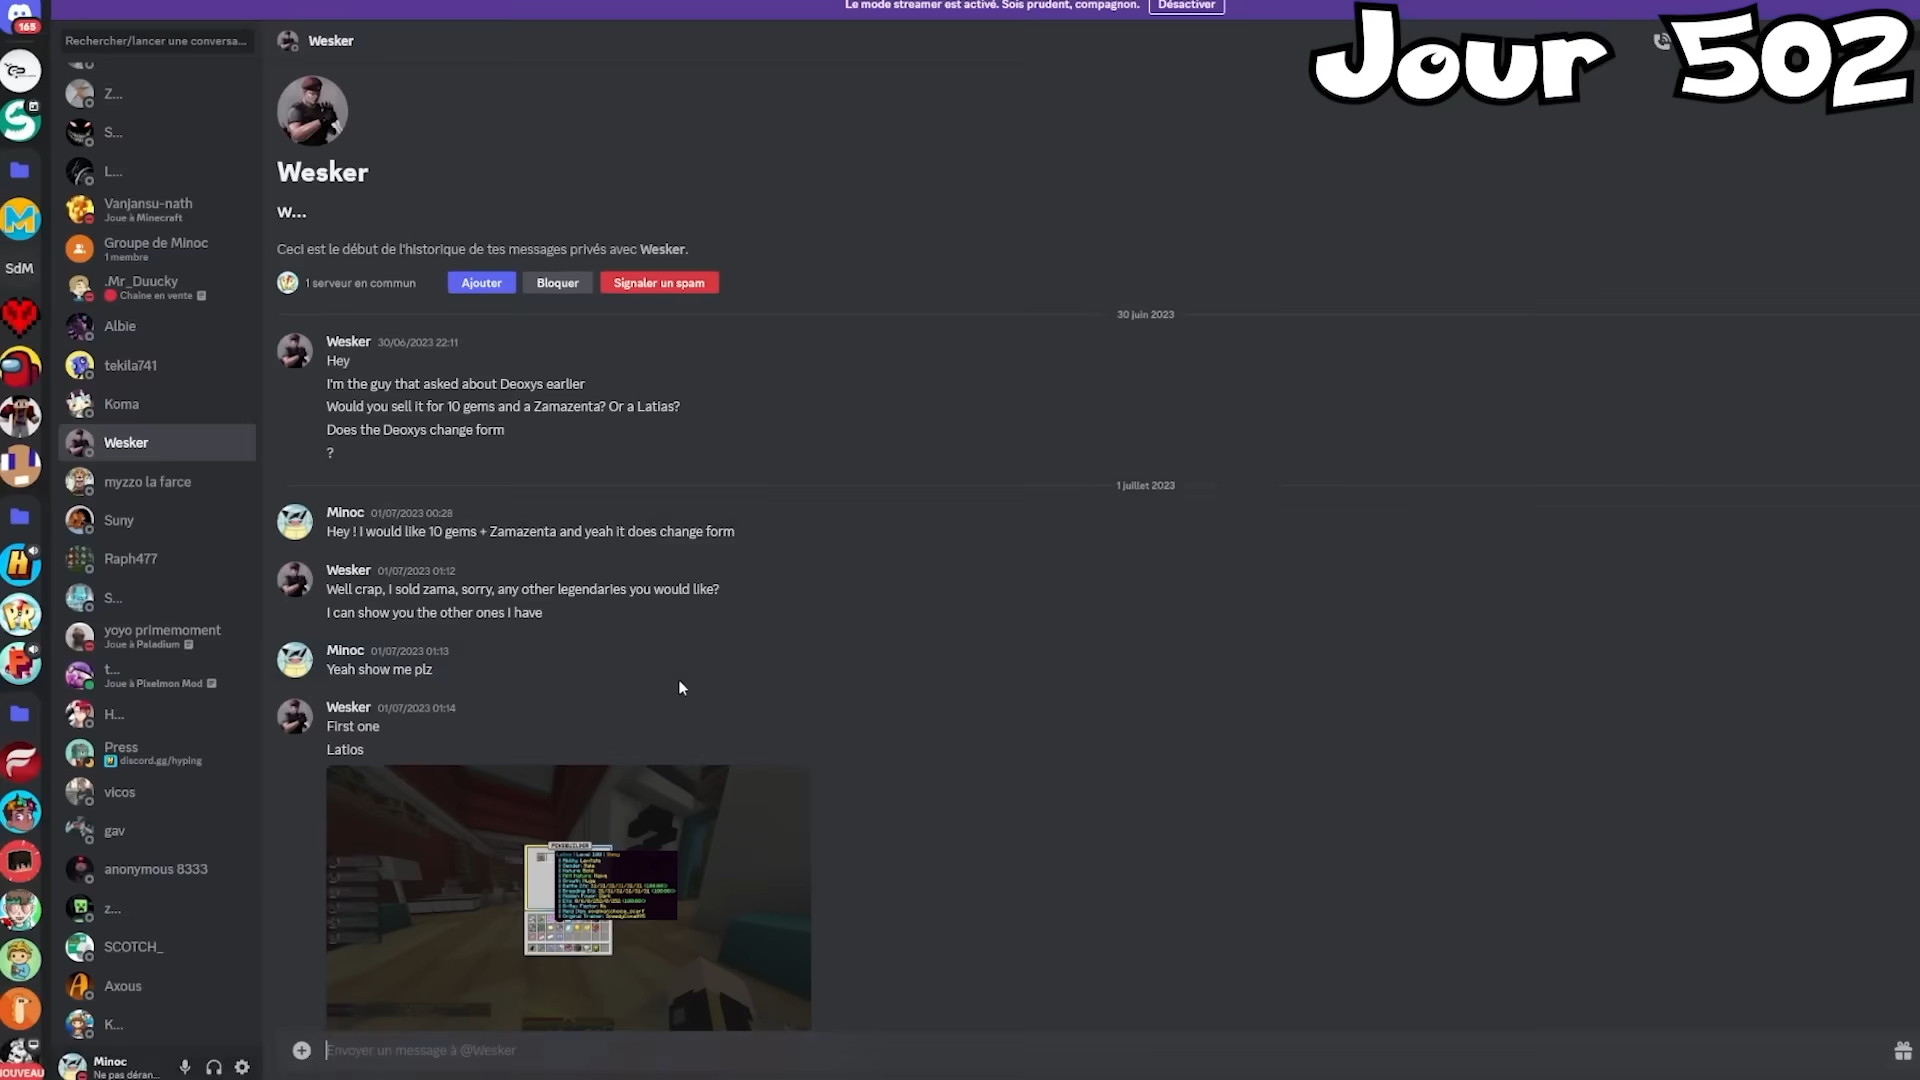 Le mode streamer est activé. Sois prudent, compagnon.
Désactiver
Jour 502
165
Rechercher/lancer une conversa...
Wesker
Z...
S...
L...
Vanjansu-nath
Joue à Minecraft
Groupe de Minoc
1 membre
.Mr_Duucky
Chaîne en vente
Albie
tekila741
Koma
Wesker
myzzo la farce
Suny
Raph477
S...
yoyo primemoment
Joue à Paladium
t...
Joue à Pixelmon Mod
H...
Press
discord.gg/hyping
vicos
gav
anonymous 8333
z...
SCOTCH_
Axous
K...
Minoc
Ne pas déran...
SdM
NOUVEAU
Wesker
W...
Ceci est le début de l'historique de tes messages privés avec Wesker.
1 serveur en commun
Ajouter
Bloquer
Signaler un spam
30 juin 2023
Wesker 30/06/2023 22:11
Hey
I'm the guy that asked about Deoxys earlier
Would you sell it for 10 gems and a Zamazenta? Or a Latias?
Does the Deoxys change form
?
1 juillet 2023
Minoc 01/07/2023 00:28
Hey ! I would like 10 gems + Zamazenta and yeah it does change form
Wesker 01/07/2023 01:12
Well crap, I sold zama, sorry, any other legendaries you would like?
I can show you the other ones I have
Minoc 01/07/2023 01:13
Yeah show me plz
Wesker 01/07/2023 01:14
First one
Latios
Envoyer un message à @Wesker